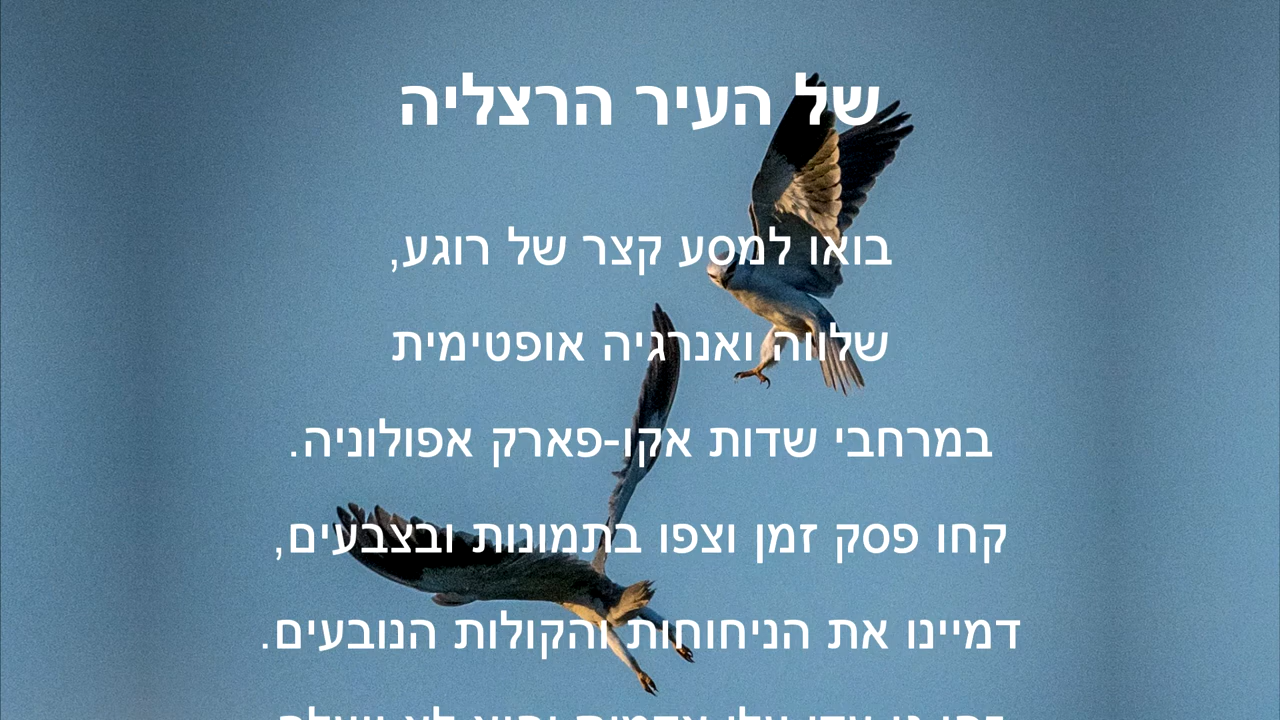 של העיר הרצליה
בואו למסע קצר של רוגע,
שלווה ואנרגיה אופטימית
במרחבי שדות אקו-פארק אפולוניה.
קחו פסק זמן וצפו בתמונות ובצבעים,
דמיינו את הניחוחות והקולות הנובעים.